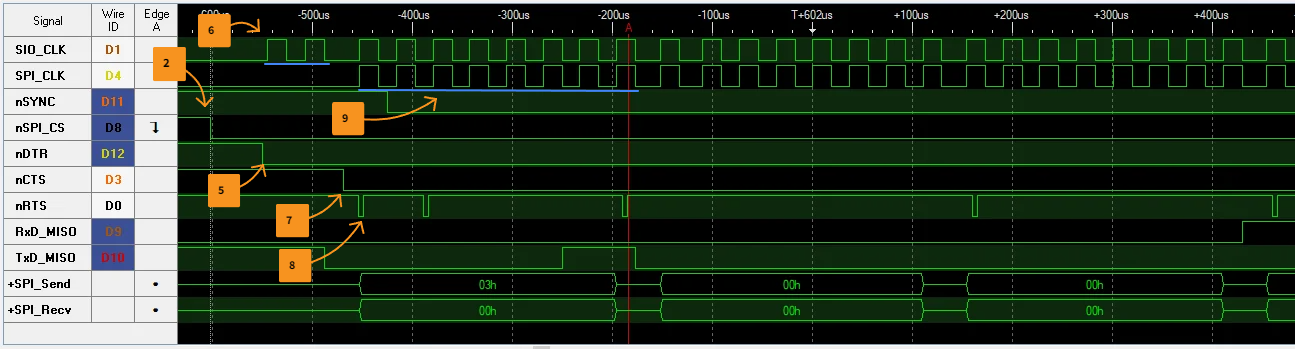 Signal Wire ID Edge A
-600us -500us -400us -300us -200us -100us T+602us +100us +200us +300us +400us
6
A
SIO_CLK D1
2
SPI_CLK D4
nSYNC D11
9
nSPI_CS D8
nDTR D12
5
nCTS D3
nRTS D0
7
RxD_MISO D9
8
TxD_MISO D10
+SPI_Send 03h 00h 00h
+SPI_Recv 00h 00h 00h